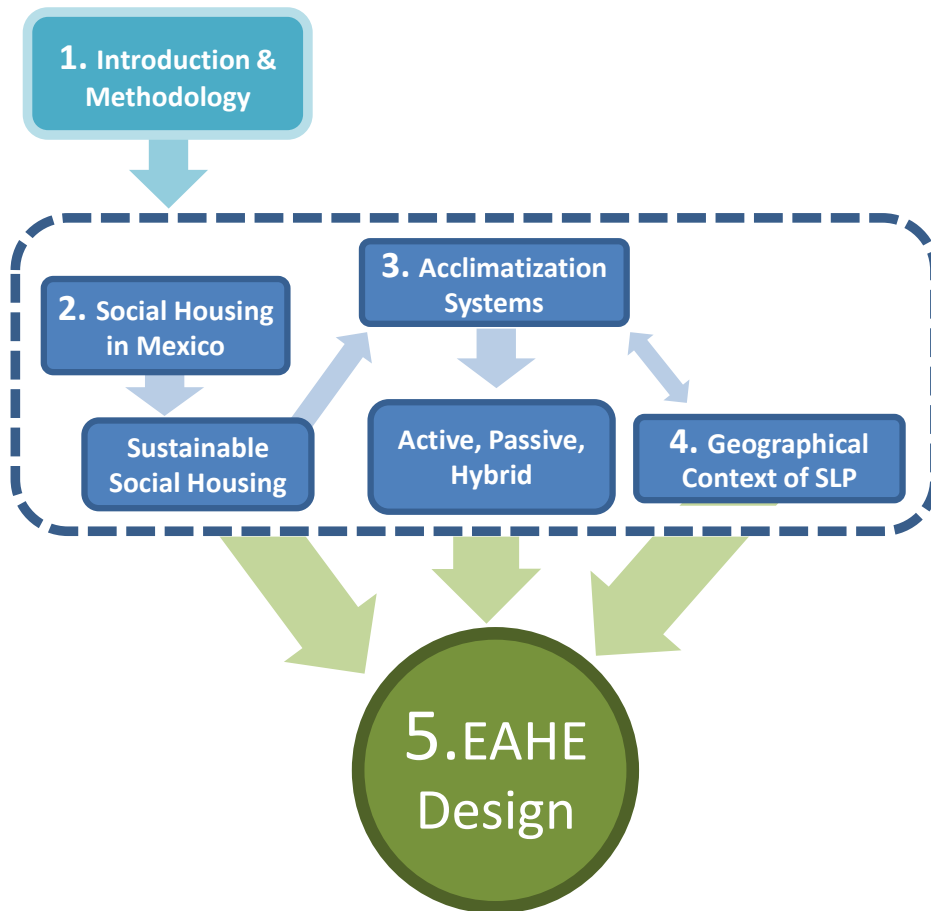 1. Introduction &
Methodology
2. Social Housing
in Mexico
Sustainable
Social Housing
3. Acclimatization
Systems
Active, Passive,
Hybrid
4. Geographical
Context of SLP
5.EAHE
Design